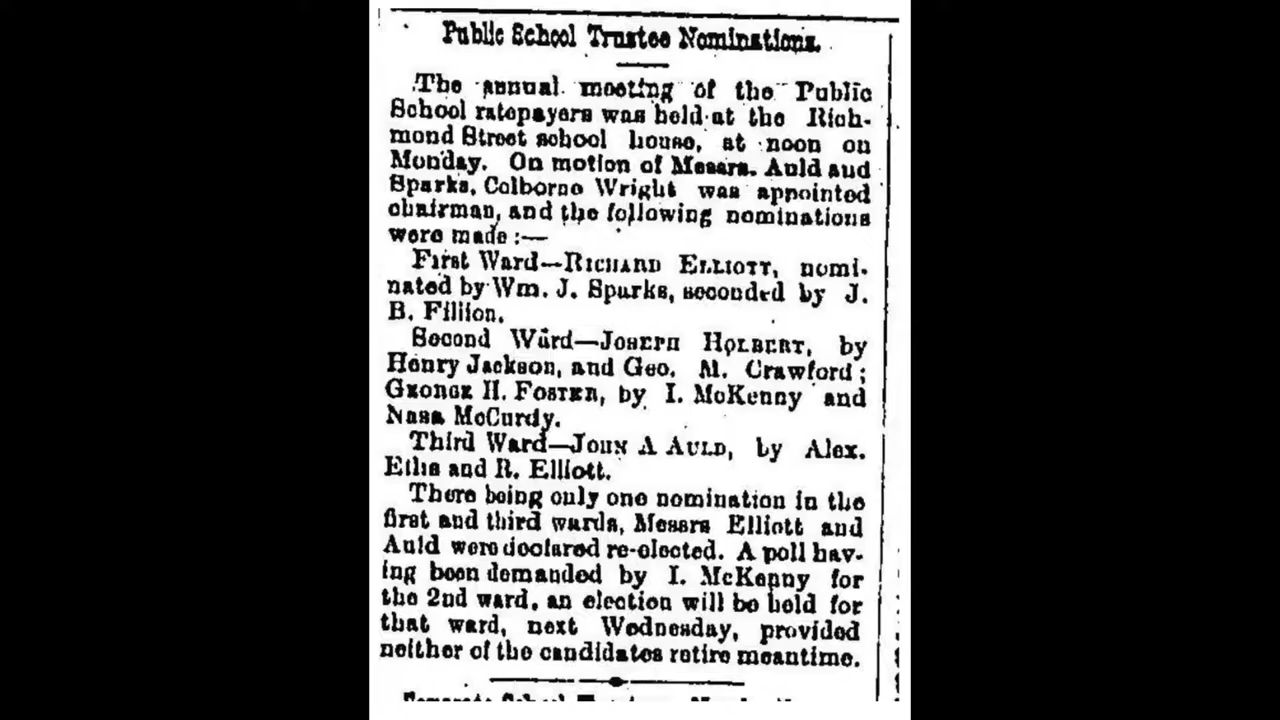 Public School Trustee Nominations.
The annual meeting of the Public
School ratepayers was held at the Rich-
mond Street school house, at noon on
Monday. On motion of Messrs. Auld and
Sparks, Colborne Wright was appointed
chairman, and the following nominations
were made :—
First Ward—RICHARD ELLIOTT, nomi-
nated by Wm. J. Sparks, seconded by J.
B. Fillion.
Second Ward—JOSEPH HOLBERT, by
Henry Jackson, and Geo. M. Crawford ;
GEORGE H. FOSTER, by I. McKenny and
Nasa McCurdy.
Third Ward—JOHN A AULD, by Alex.
and R. Elliott.
There being only one nomination in the
first and third wards, Messrs Elliott and
Auld were declared re-elected. A poll hav-
ing been demanded by I. McKenny for
the 2nd ward, an election will be held for
that ward, next Wednesday, provided
neither of the candidates retire meantime.